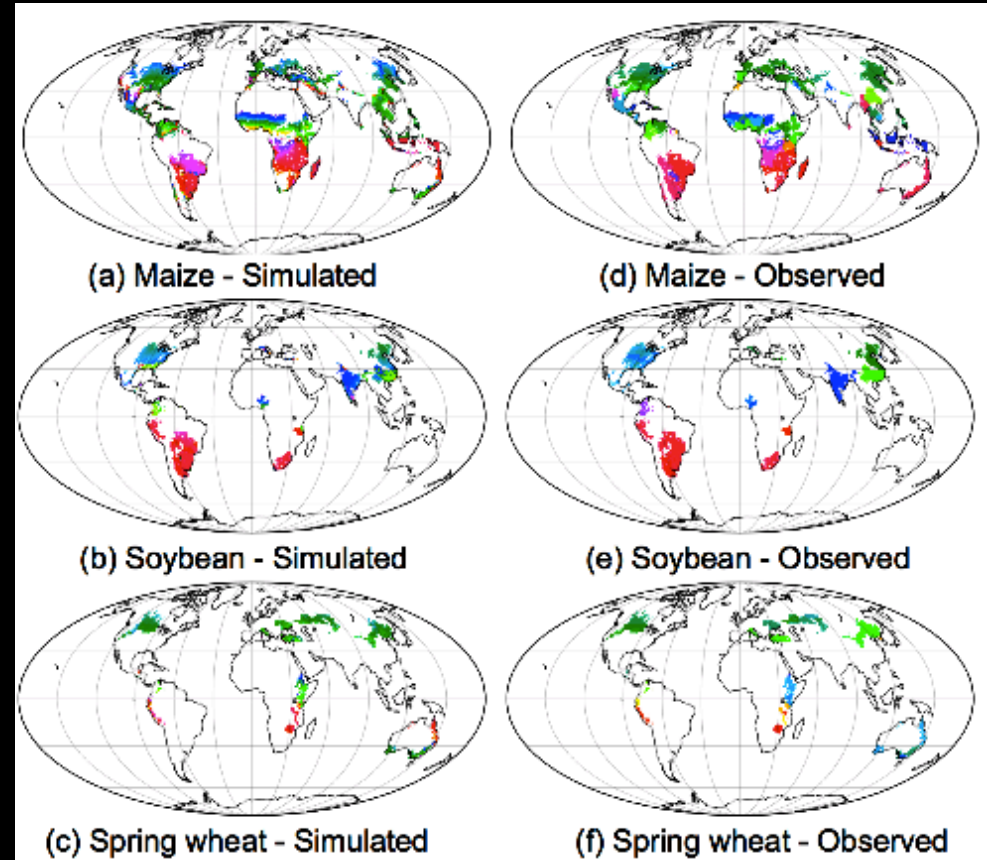 (a) Maize - Simulated
(d) Maize - Observed
(b) Soybean - Simulated
(e) Soybean - Observed
(c) Spring wheat - Simulated
(f) Spring wheat - Observed